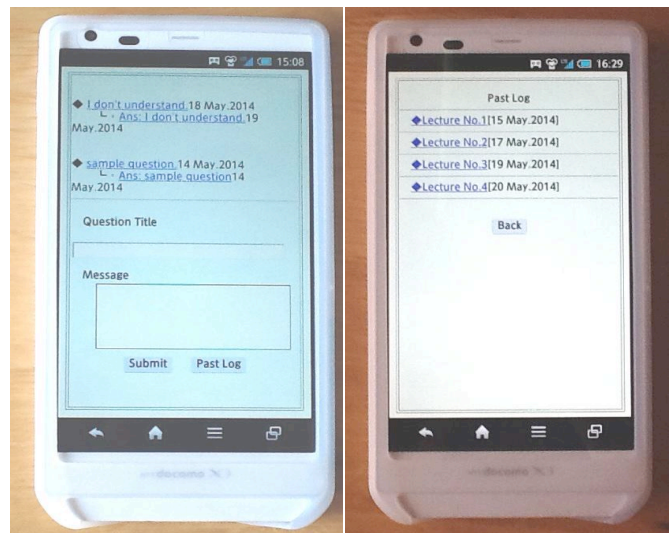 15:08
◆ I don't understand.18 May.2014
└ · Ans: I don't understand.19
May.2014
◆ sample question.14 May.2014
└ · Ans: sample question14
May.2014
Question Title
Message
Submit Past Log
docomo
16:29
Past Log
◆Lecture No.1[15 May.2014]
◆Lecture No.2[17 May.2014]
◆Lecture No.3[19 May.2014]
◆Lecture No.4[20 May.2014]
Back
docomo